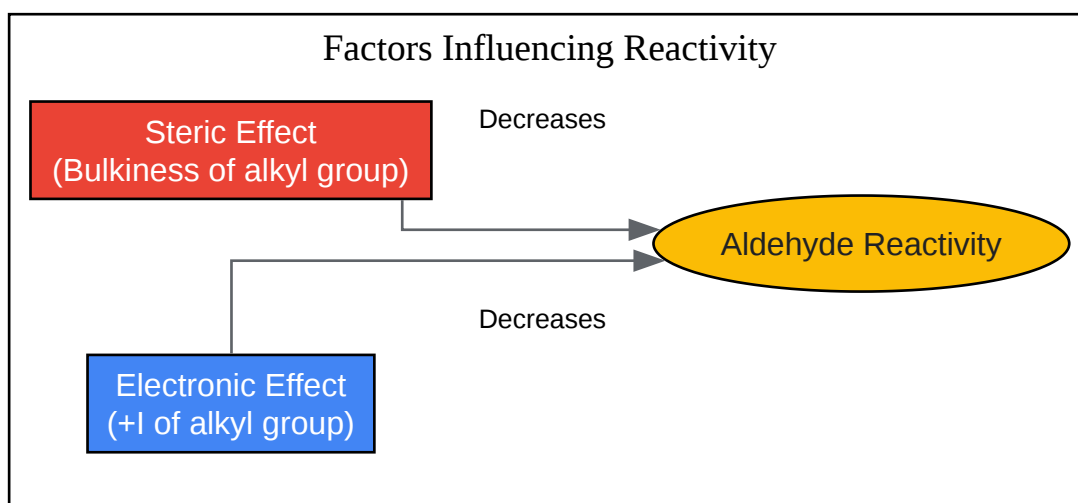 Factors Influencing Reactivity
Steric Effect
(Bulkiness of alkyl group)
Decreases
Aldehyde Reactivity
Decreases
Electronic Effect
(+I of alkyl group)